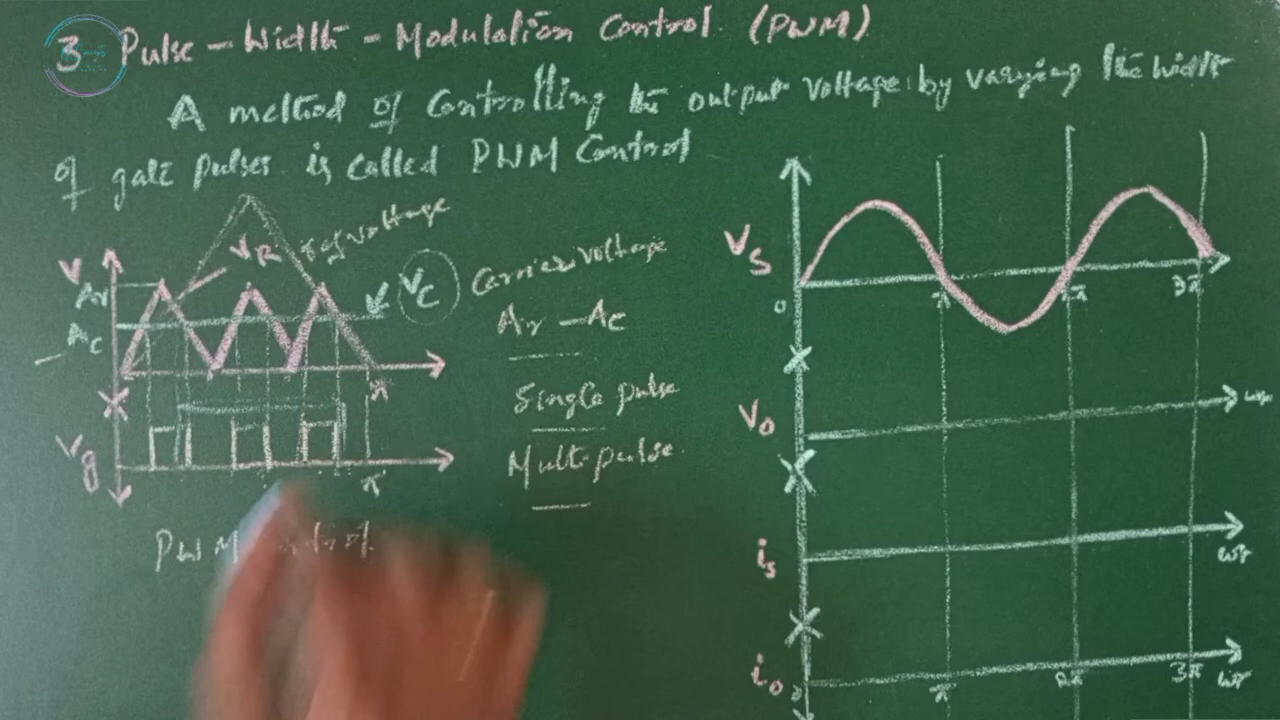 3 Pulse-Width-Modulation Control (PWM)
A method of controlling the output voltage by varying the width
of gate pulses is called PWM Control
V
Ar
Ac
VR ref voltage
VC
Carrier voltage
Ar - Ac
π
Single pulse
Multi pulse
Vg
π
PWM
Vs
0
π
2π
3π
Vo
is
ωt
io
0
π
2π
3π
ωt